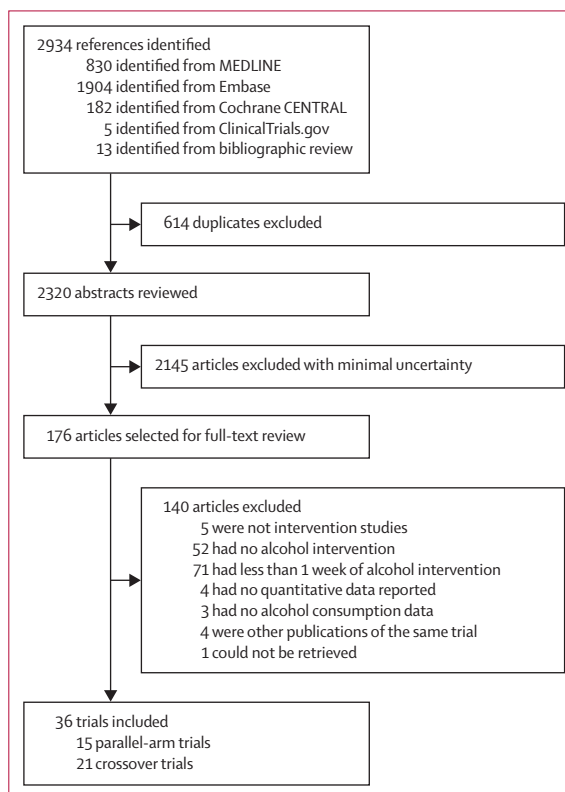 2934 references identified
830 identified from MEDLINE
1904 identified from Embase
182 identified from Cochrane CENTRAL
5 identified from ClinicalTrials.gov
13 identified from bibliographic review
614 duplicates excluded
2320 abstracts reviewed
2145 articles excluded with minimal uncertainty
176 articles selected for full-text review
140 articles excluded
5 were not intervention studies
52 had no alcohol intervention
71 had less than 1 week of alcohol intervention
4 had no quantitative data reported
3 had no alcohol consumption data
4 were other publications of the same trial
1 could not be retrieved
36 trials included
15 parallel-arm trials
21 crossover trials